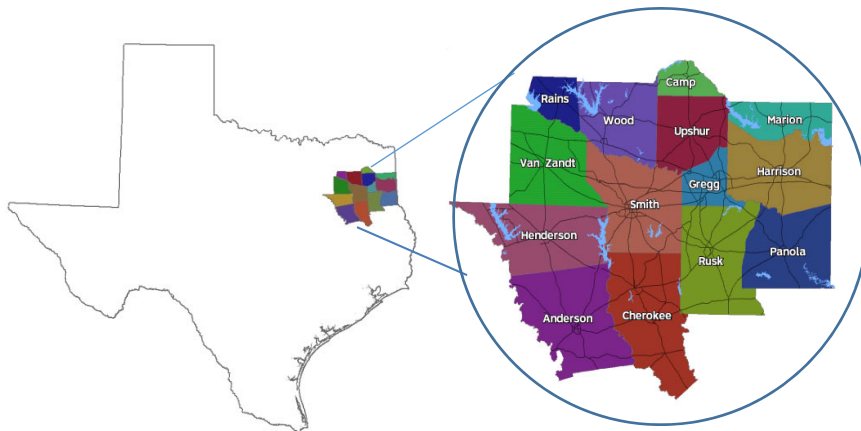 Camp
Rains
Wood
Marion
Upshur
Van Zandt
Harrison
Gregg
Smith
Henderson
Panola
Rusk
Anderson
Cherokee